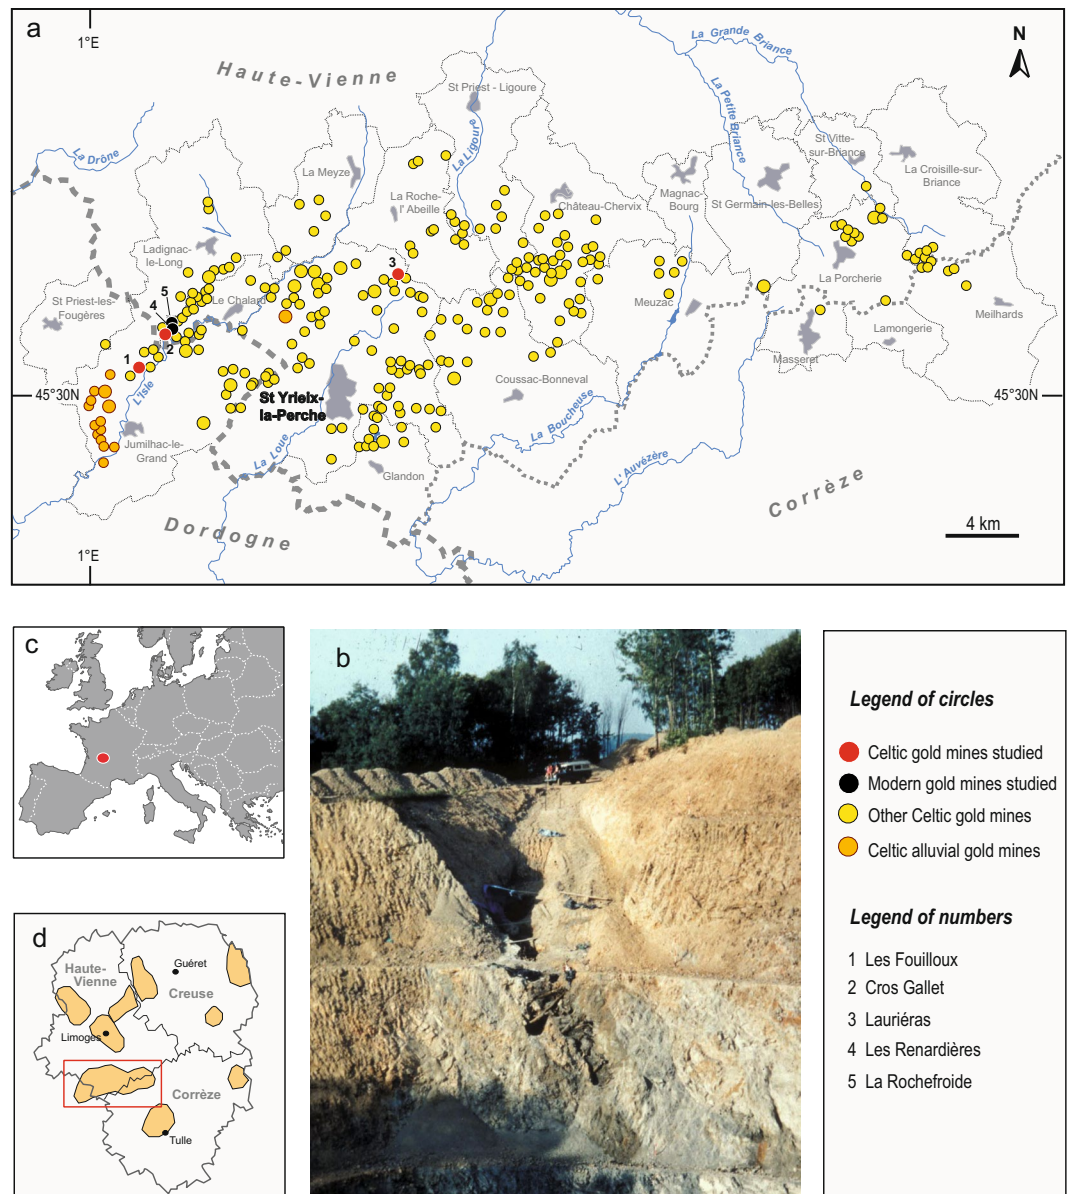 a
1°E
N
Haute-Vienne
La Grande Briance
La Petite Briance
La Drône
St Priest - Ligoure
La Ligoure
La Meyze
La Roche-
l' Abeille
Château-Chervix
Magnac-
Bourg
St Germain-les-Belles
St Vitte-
sur-Briance
La Croisille-sur-
Briance
Ladignac-
le-Long
3
5
4
Le Chalard
St Priest-les-
Fougères
1
2
La Porcherie
Meuzac
Meilhards
Masseret
Lamongerie
45°30N
45°30N
L'Isle
St Yrieix-
la-Perche
Coussac-Bonneval
La Boucheuse
Jumilhac-le-
Grand
La Loue
Glandon
L'Auvézère
Corrèze
Dordogne
4 km
1°E
c
b
Legend of circles
Celtic gold mines studied
Modern gold mines studied
Other Celtic gold mines
Celtic alluvial gold mines
Legend of numbers
1 Les Fouilloux
2 Cros Gallet
3 Lauriéras
4 Les Renardières
5 La Rochefroide
d
Haute-
Vienne
Guéret
Creuse
Limoges
Corrèze
Tulle